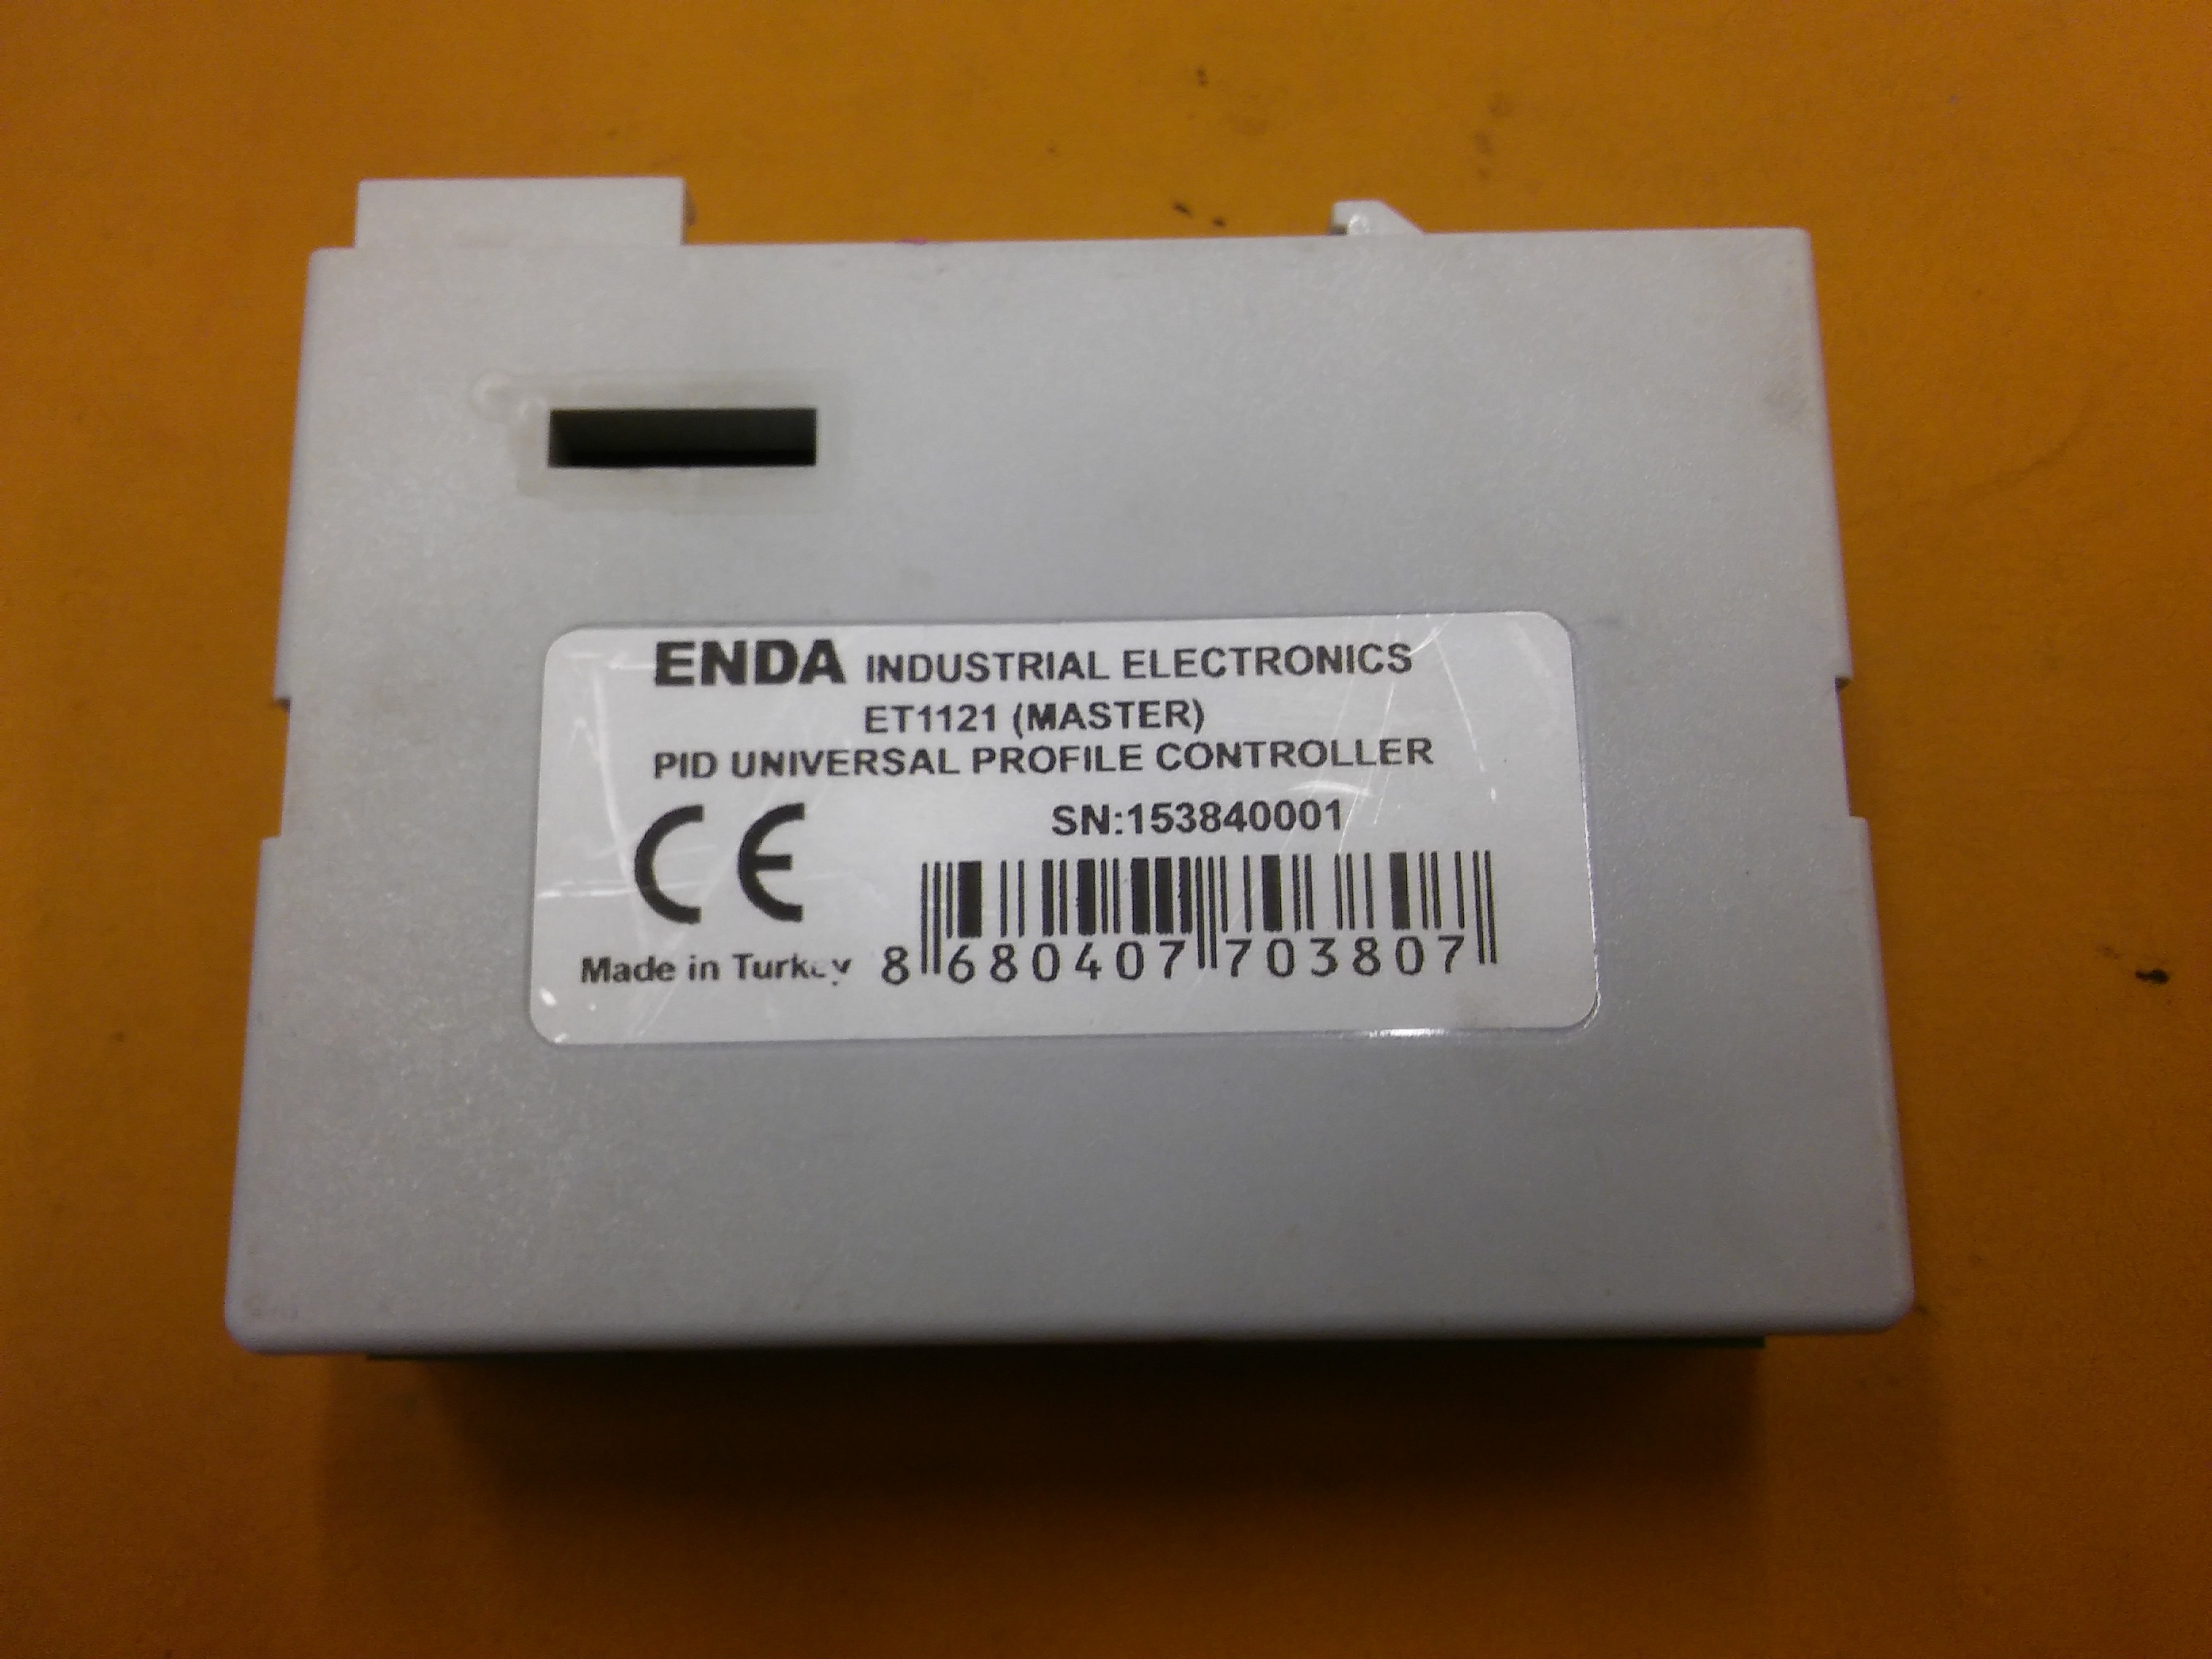 ENDA INDUSTRIAL ELECTRONICS
ET1121 (MASTER)
PID UNIVERSAL PROFILE CONTROLLER
CE
SN:153840001
Made in Turkey
8 680407 703807